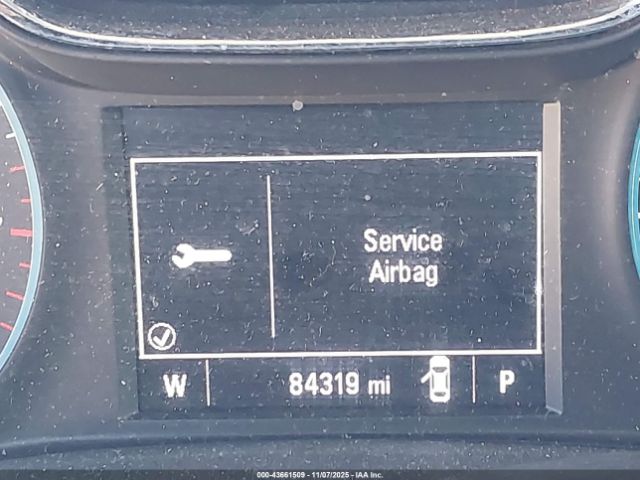 Service
Airbag
W 84319 mi P
000-43661509 - 11/07/2025 - IAA Inc.